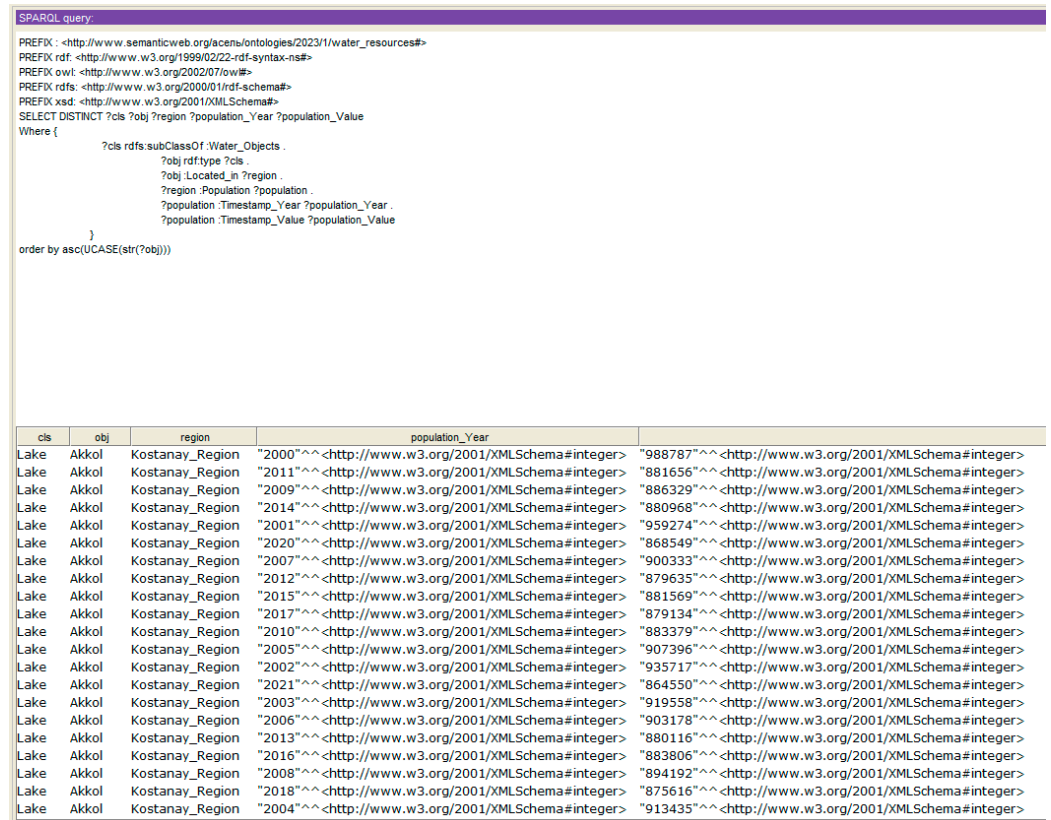 SPARQL query:
PREFIX : <http://www.semanticweb.org/асель/ontologies/2023/1/water_resources#>
PREFIX rdf: <http://www.w3.org/1999/02/22-rdf-syntax-ns#>
PREFIX owl: <http://www.w3.org/2002/07/owl#>
PREFIX rdfs: <http://www.w3.org/2000/01/rdf-schema#>
PREFIX xsd: <http://www.w3.org/2001/XMLSchema#>
SELECT DISTINCT ?cls ?obj ?region ?population_Year ?population_Value
Where {
?cls rdfs:subClassOf :Water_Objects .
?obj rdf:type ?cls .
?obj :Located_in ?region .
?region :Population ?population .
?population :Timestamp_Year ?population_Year .
?population :Timestamp_Value ?population_Value
}
order by asc(UCASE(str(?obj)))
cls obj region population_Year
Lake Akkol Kostanay_Region "2000"^^<http://www.w3.org/2001/XMLSchema#integer> "988787"^^<http://www.w3.org/2001/XMLSchema#integer>
Lake Akkol Kostanay_Region "2011"^^<http://www.w3.org/2001/XMLSchema#integer> "881656"^^<http://www.w3.org/2001/XMLSchema#integer>
Lake Akkol Kostanay_Region "2009"^^<http://www.w3.org/2001/XMLSchema#integer> "886329"^^<http://www.w3.org/2001/XMLSchema#integer>
Lake Akkol Kostanay_Region "2014"^^<http://www.w3.org/2001/XMLSchema#integer> "880968"^^<http://www.w3.org/2001/XMLSchema#integer>
Lake Akkol Kostanay_Region "2001"^^<http://www.w3.org/2001/XMLSchema#integer> "959274"^^<http://www.w3.org/2001/XMLSchema#integer>
Lake Akkol Kostanay_Region "2020"^^<http://www.w3.org/2001/XMLSchema#integer> "868549"^^<http://www.w3.org/2001/XMLSchema#integer>
Lake Akkol Kostanay_Region "2007"^^<http://www.w3.org/2001/XMLSchema#integer> "900333"^^<http://www.w3.org/2001/XMLSchema#integer>
Lake Akkol Kostanay_Region "2012"^^<http://www.w3.org/2001/XMLSchema#integer> "879635"^^<http://www.w3.org/2001/XMLSchema#integer>
Lake Akkol Kostanay_Region "2015"^^<http://www.w3.org/2001/XMLSchema#integer> "881569"^^<http://www.w3.org/2001/XMLSchema#integer>
Lake Akkol Kostanay_Region "2017"^^<http://www.w3.org/2001/XMLSchema#integer> "879134"^^<http://www.w3.org/2001/XMLSchema#integer>
Lake Akkol Kostanay_Region "2010"^^<http://www.w3.org/2001/XMLSchema#integer> "883379"^^<http://www.w3.org/2001/XMLSchema#integer>
Lake Akkol Kostanay_Region "2005"^^<http://www.w3.org/2001/XMLSchema#integer> "907396"^^<http://www.w3.org/2001/XMLSchema#integer>
Lake Akkol Kostanay_Region "2002"^^<http://www.w3.org/2001/XMLSchema#integer> "935717"^^<http://www.w3.org/2001/XMLSchema#integer>
Lake Akkol Kostanay_Region "2021"^^<http://www.w3.org/2001/XMLSchema#integer> "864550"^^<http://www.w3.org/2001/XMLSchema#integer>
Lake Akkol Kostanay_Region "2003"^^<http://www.w3.org/2001/XMLSchema#integer> "919558"^^<http://www.w3.org/2001/XMLSchema#integer>
Lake Akkol Kostanay_Region "2006"^^<http://www.w3.org/2001/XMLSchema#integer> "903178"^^<http://www.w3.org/2001/XMLSchema#integer>
Lake Akkol Kostanay_Region "2013"^^<http://www.w3.org/2001/XMLSchema#integer> "880116"^^<http://www.w3.org/2001/XMLSchema#integer>
Lake Akkol Kostanay_Region "2016"^^<http://www.w3.org/2001/XMLSchema#integer> "883806"^^<http://www.w3.org/2001/XMLSchema#integer>
Lake Akkol Kostanay_Region "2008"^^<http://www.w3.org/2001/XMLSchema#integer> "894192"^^<http://www.w3.org/2001/XMLSchema#integer>
Lake Akkol Kostanay_Region "2018"^^<http://www.w3.org/2001/XMLSchema#integer> "875616"^^<http://www.w3.org/2001/XMLSchema#integer>
Lake Akkol Kostanay_Region "2004"^^<http://www.w3.org/2001/XMLSchema#integer> "913435"^^<http://www.w3.org/2001/XMLSchema#integer>